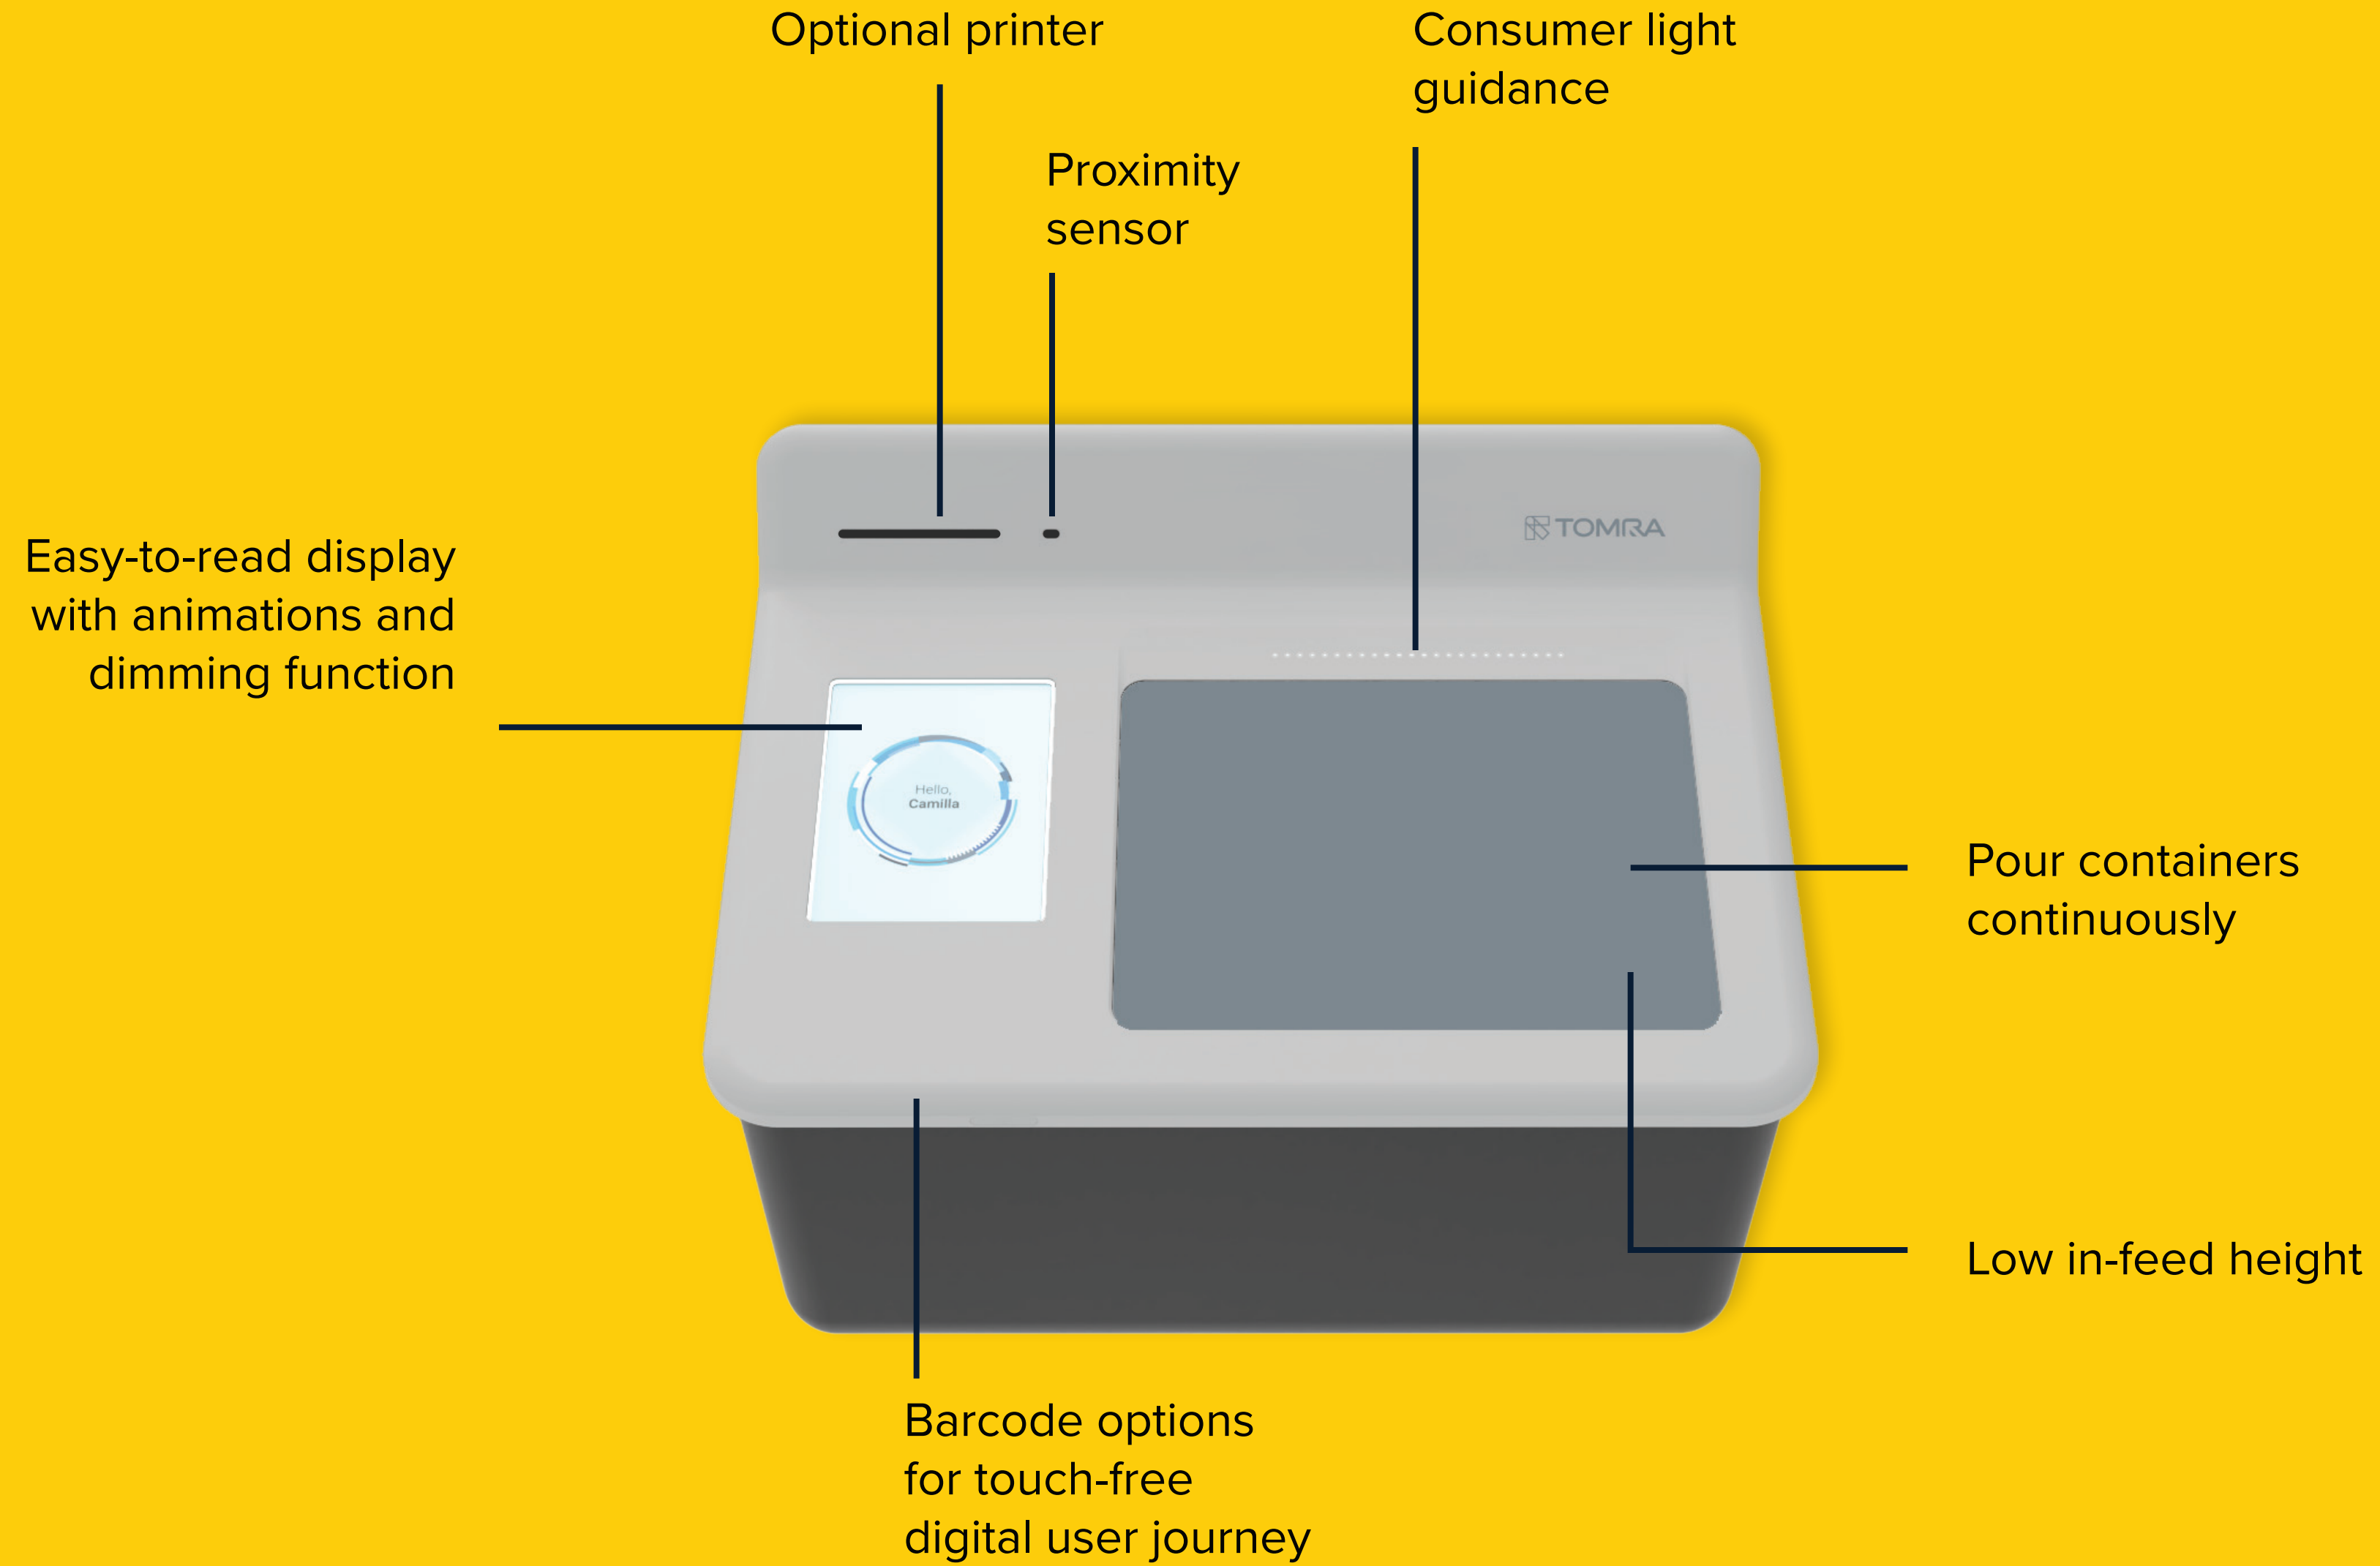 Optional printer
Consumer light
guidance
Proximity
sensor
TOMRA
Easy-to-read display
with animations and
dimming function
Hello,
Camilla
Pour containers
continuously
Low in-feed height
Barcode options
for touch-free
digital user journey